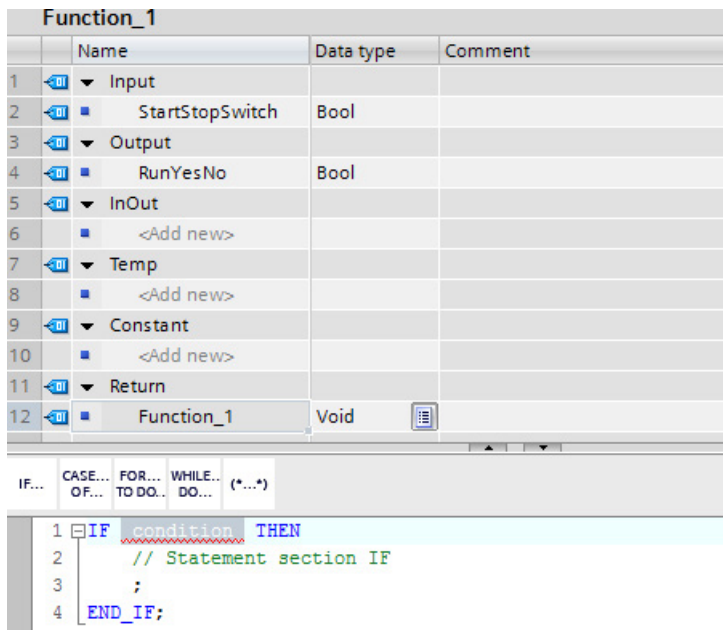 Function_1
Name Data type Comment
1 Input
2 StartStopSwitch Bool
3 Output
4 RunYesNo Bool
5 InOut
6 <Add new>
7 Temp
8 <Add new>
9 Constant
10 <Add new>
11 Return
12 Function_1 Void
IF... CASE... FOR... WHILE.. (*...*)
OF... TO DO.. DO...
1 IF condition THEN
2 // Statement section IF
3 ;
4 END_IF;